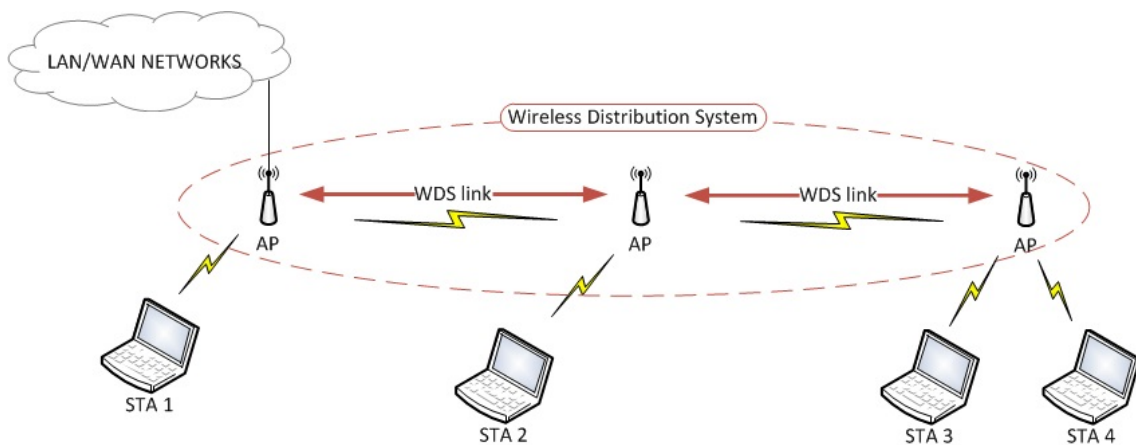 LAN/WAN NETWORKS
Wireless Distribution System
WDS link
WDS link
AP
AP
AP
STA 1
STA 2
STA 3
STA 4